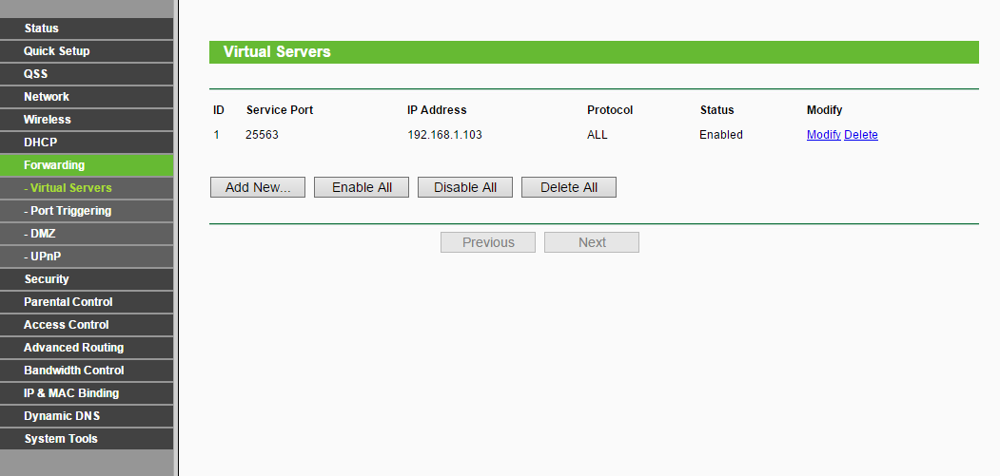 Status
Quick Setup
QSS
Network
Wireless
DHCP
Forwarding
- Virtual Servers
- Port Triggering
- DMZ
- UPnP
Security
Parental Control
Access Control
Advanced Routing
Bandwidth Control
IP & MAC Binding
Dynamic DNS
System Tools
Virtual Servers
ID Service Port IP Address Protocol Status Modify
1 25563 192.168.1.103 ALL Enabled Modify Delete
Add New... Enable All Disable All Delete All
Previous Next